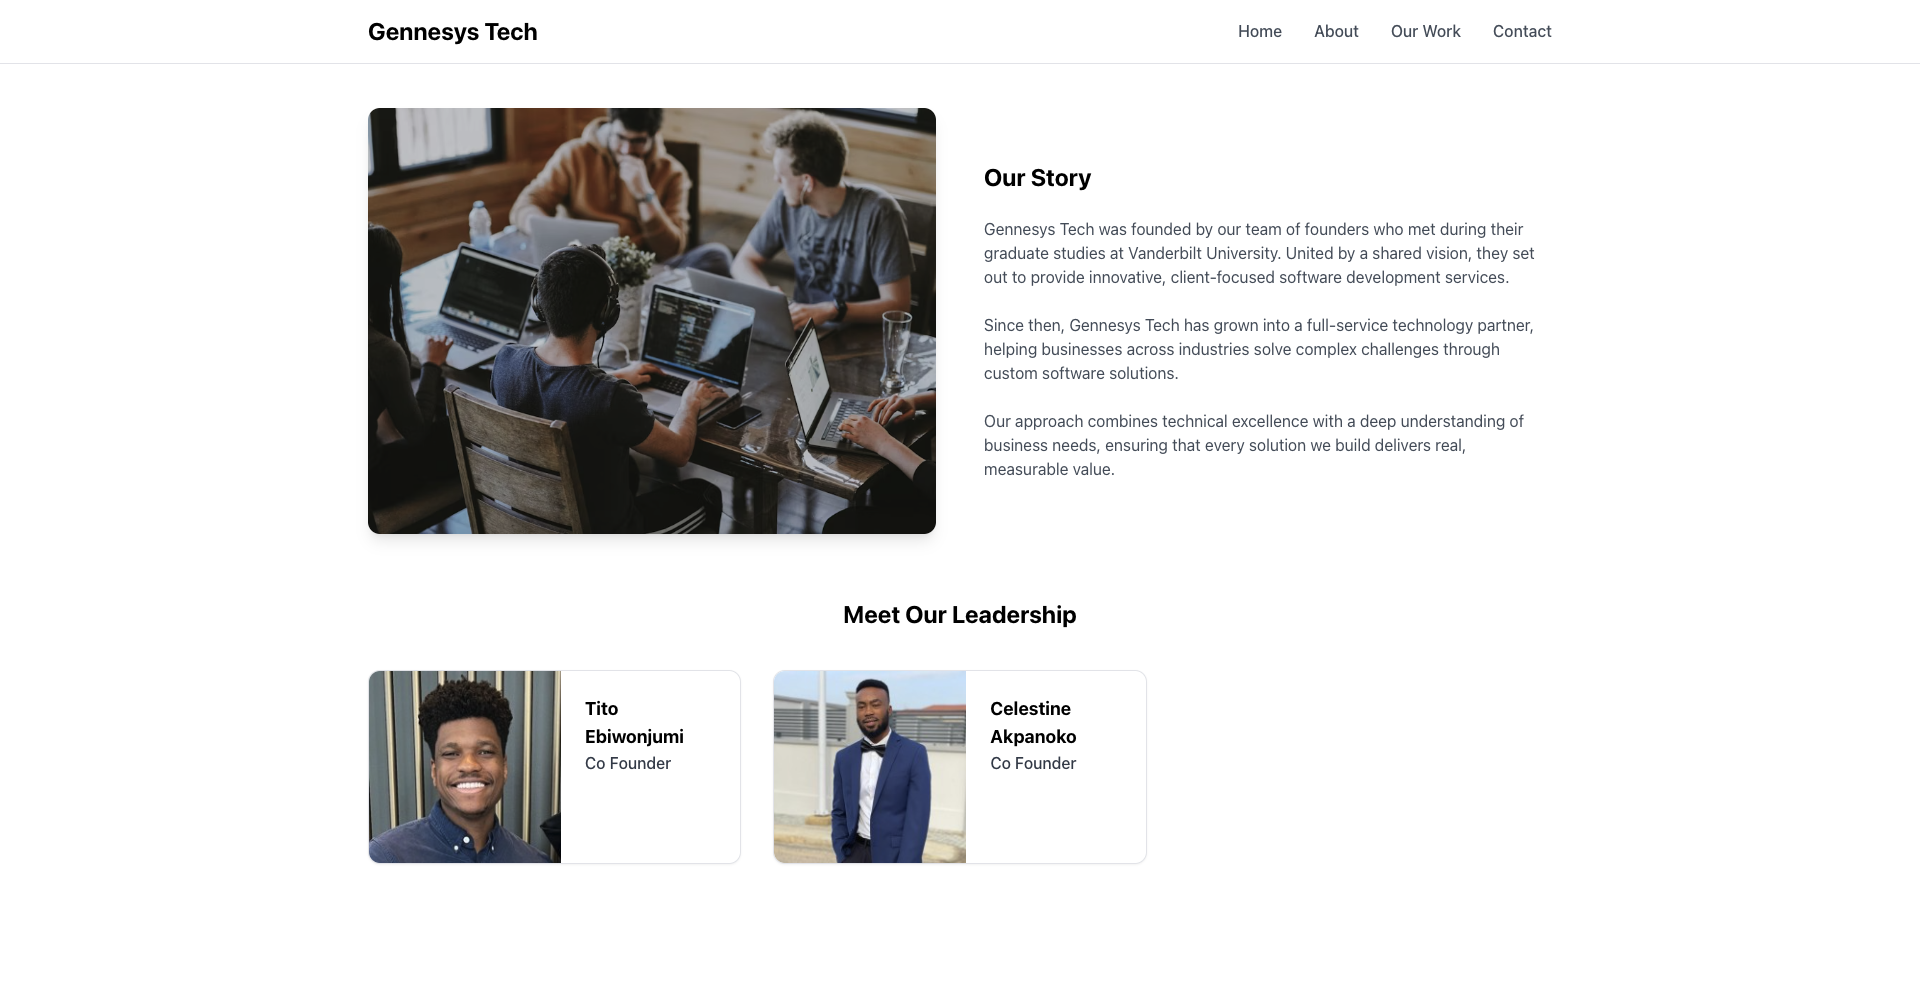 Gennesys Tech
Home About Our Work Contact
Our Story
Gennesys Tech was founded by our team of founders who met during their
graduate studies at Vanderbilt University. United by a shared vision, they set
out to provide innovative, client-focused software development services.
Since then, Gennesys Tech has grown into a full-service technology partner,
helping businesses across industries solve complex challenges through
custom software solutions.
Our approach combines technical excellence with a deep understanding of
business needs, ensuring that every solution we build delivers real,
measurable value.
Meet Our Leadership
Tito
Ebiwonjumi
Co Founder
Celestine
Akpanoko
Co Founder